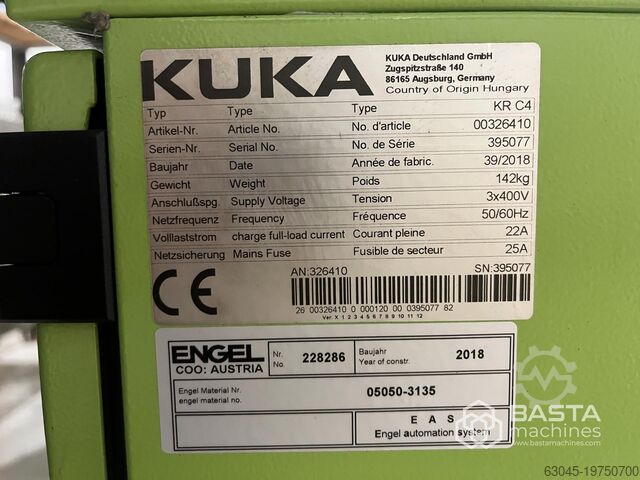 KUKA
KUKA Deutschland GmbH
Zugspitzstraße 140
86165 Augsburg, Germany
Country of Origin Hungary
Typ Type Type KR C4
Artikel-Nr. Article No. No. d'article 00326410
Serien-Nr. Serial No. No. de Série 395077
Baujahr Date Année de fabric. 39/2018
Gewicht Weight Poids 142kg
Anschlußspg. Supply Voltage Tension 3x400V
Netzfrequenz Frequency Fréquence 50/60Hz
Volllaststrom charge full-load current Courant pleine 22A
Netzsicherung Mains Fuse Fusible de secteur 25A
CE
AN:326410 SN:395077
26 00326410 0 000120 00 0395077 82
Ver. X 1 2 3 4 5 6 7 8 9 10 11 12
ENGEL
COO: AUSTRIA
Nr.
No. 228286
Baujahr
Year of constr. 2018
Engel Material Nr.
engel material no. 05050-3135
E A S
Engel automation system
BASTA
machines
63045-19750700